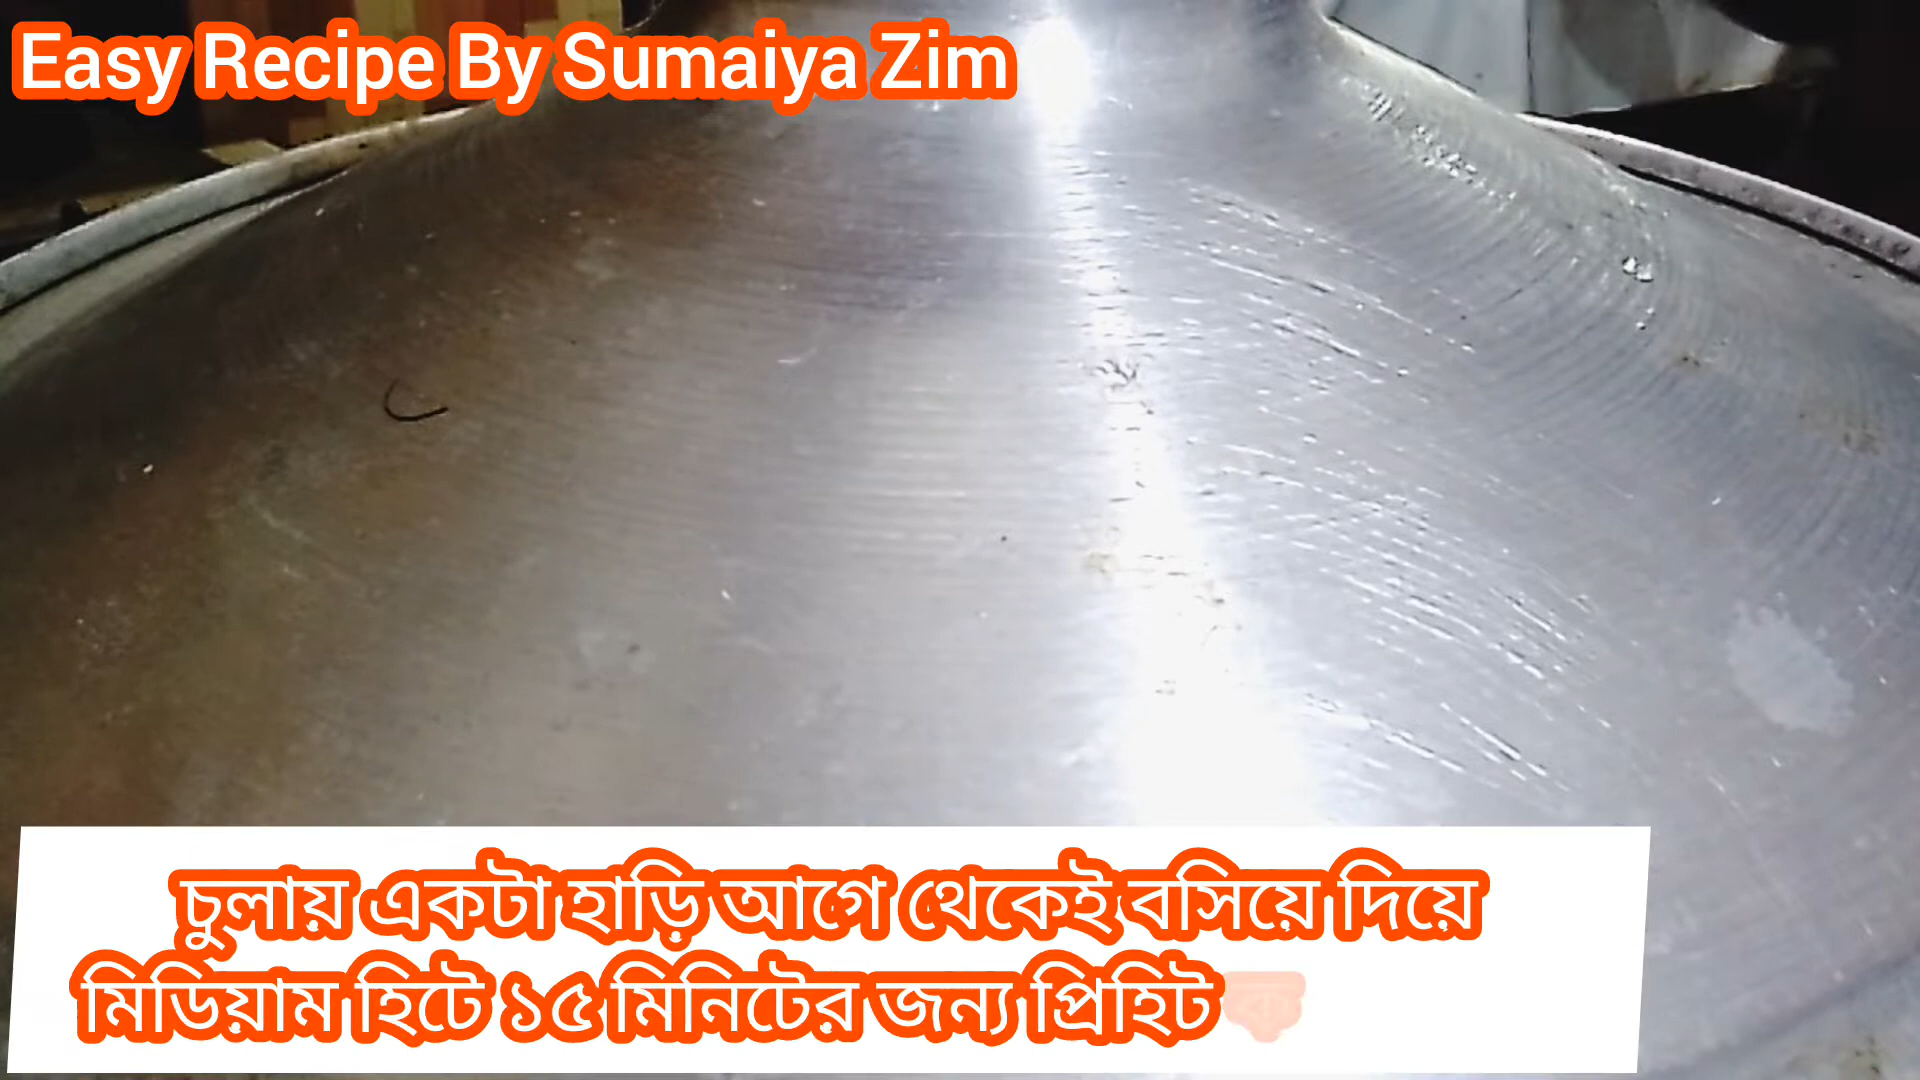 Easy Recipe By Sumaiya Zim
চুলায় একটা হাড়ি আগে থেকেই বসিয়ে দিয়ে
মিডিয়াম হিটে ১৫ মিনিটের জন্য প্রিহিট